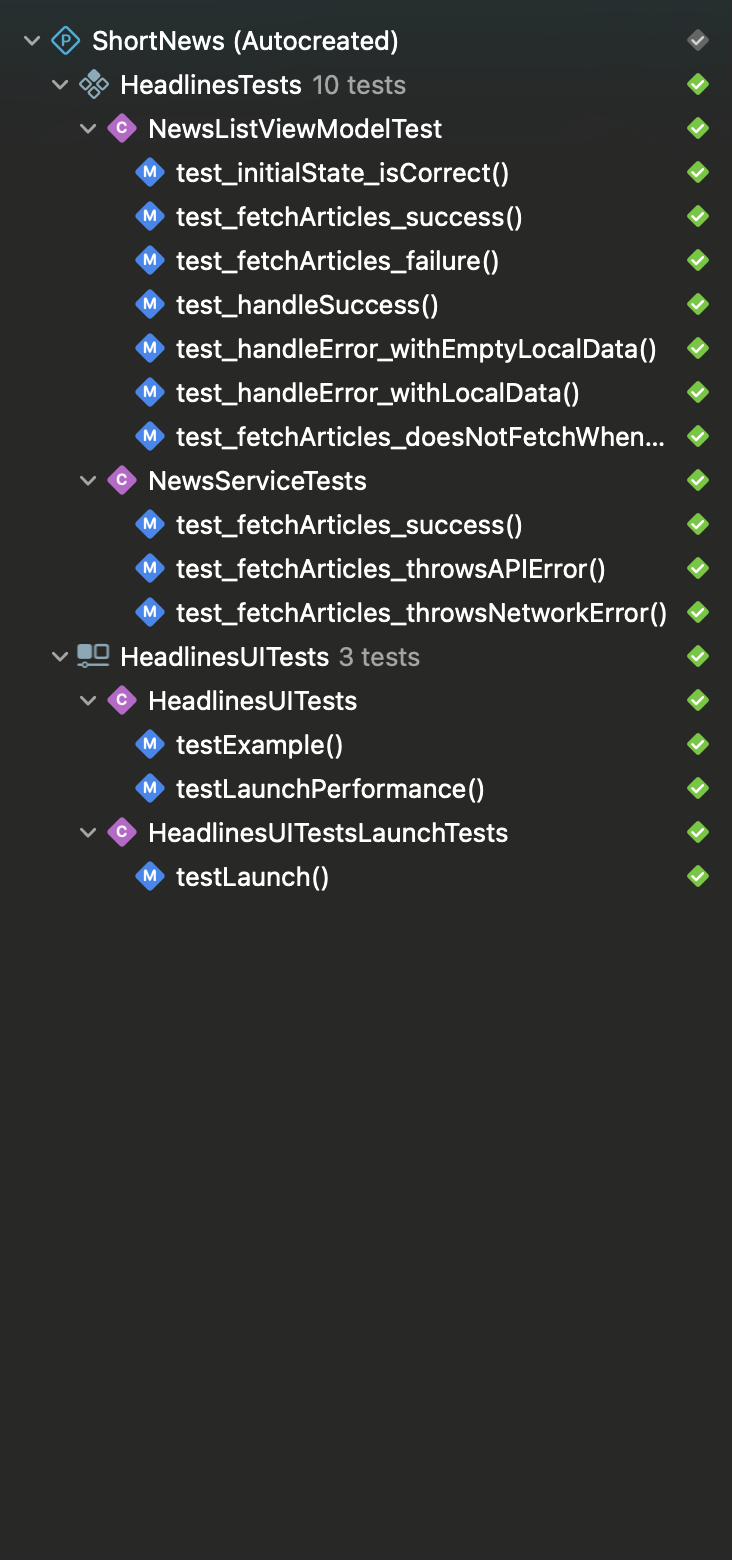 P ShortNews (Autocreated)
HeadlinesTests 10 tests
C NewsListViewModelTest
M test_initialState_isCorrect()
M test_fetchArticles_success()
M test_fetchArticles_failure()
M test_handleSuccess()
M test_handleError_withEmptyLocalData()
M test_handleError_withLocalData()
M test_fetchArticles_doesNotFetchWhen...
C NewsServiceTests
M test_fetchArticles_success()
M test_fetchArticles_throwsAPIError()
M test_fetchArticles_throwsNetworkError()
HeadlinesUITests 3 tests
C HeadlinesUITests
M testExample()
M testLaunchPerformance()
C HeadlinesUITestsLaunchTests
M testLaunch()